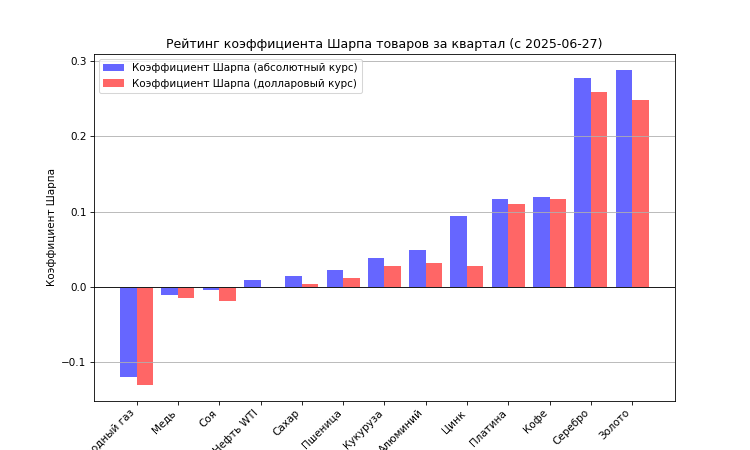 Рейтинг коэффициента Шарпа товаров за квартал (с 2025-06-27)
Коэффициент Шарпа (абсолютный курс)
Коэффициент Шарпа (долларовый курс)
Коэффициент Шарпа
0.3
0.2
0.1
0.0
−0.1
одный газ
Медь
Соя
Нефть WTI
Сахар
Пшеница
Кукуруза
Алюминий
Цинк
Платина
Кофе
Серебро
Золото